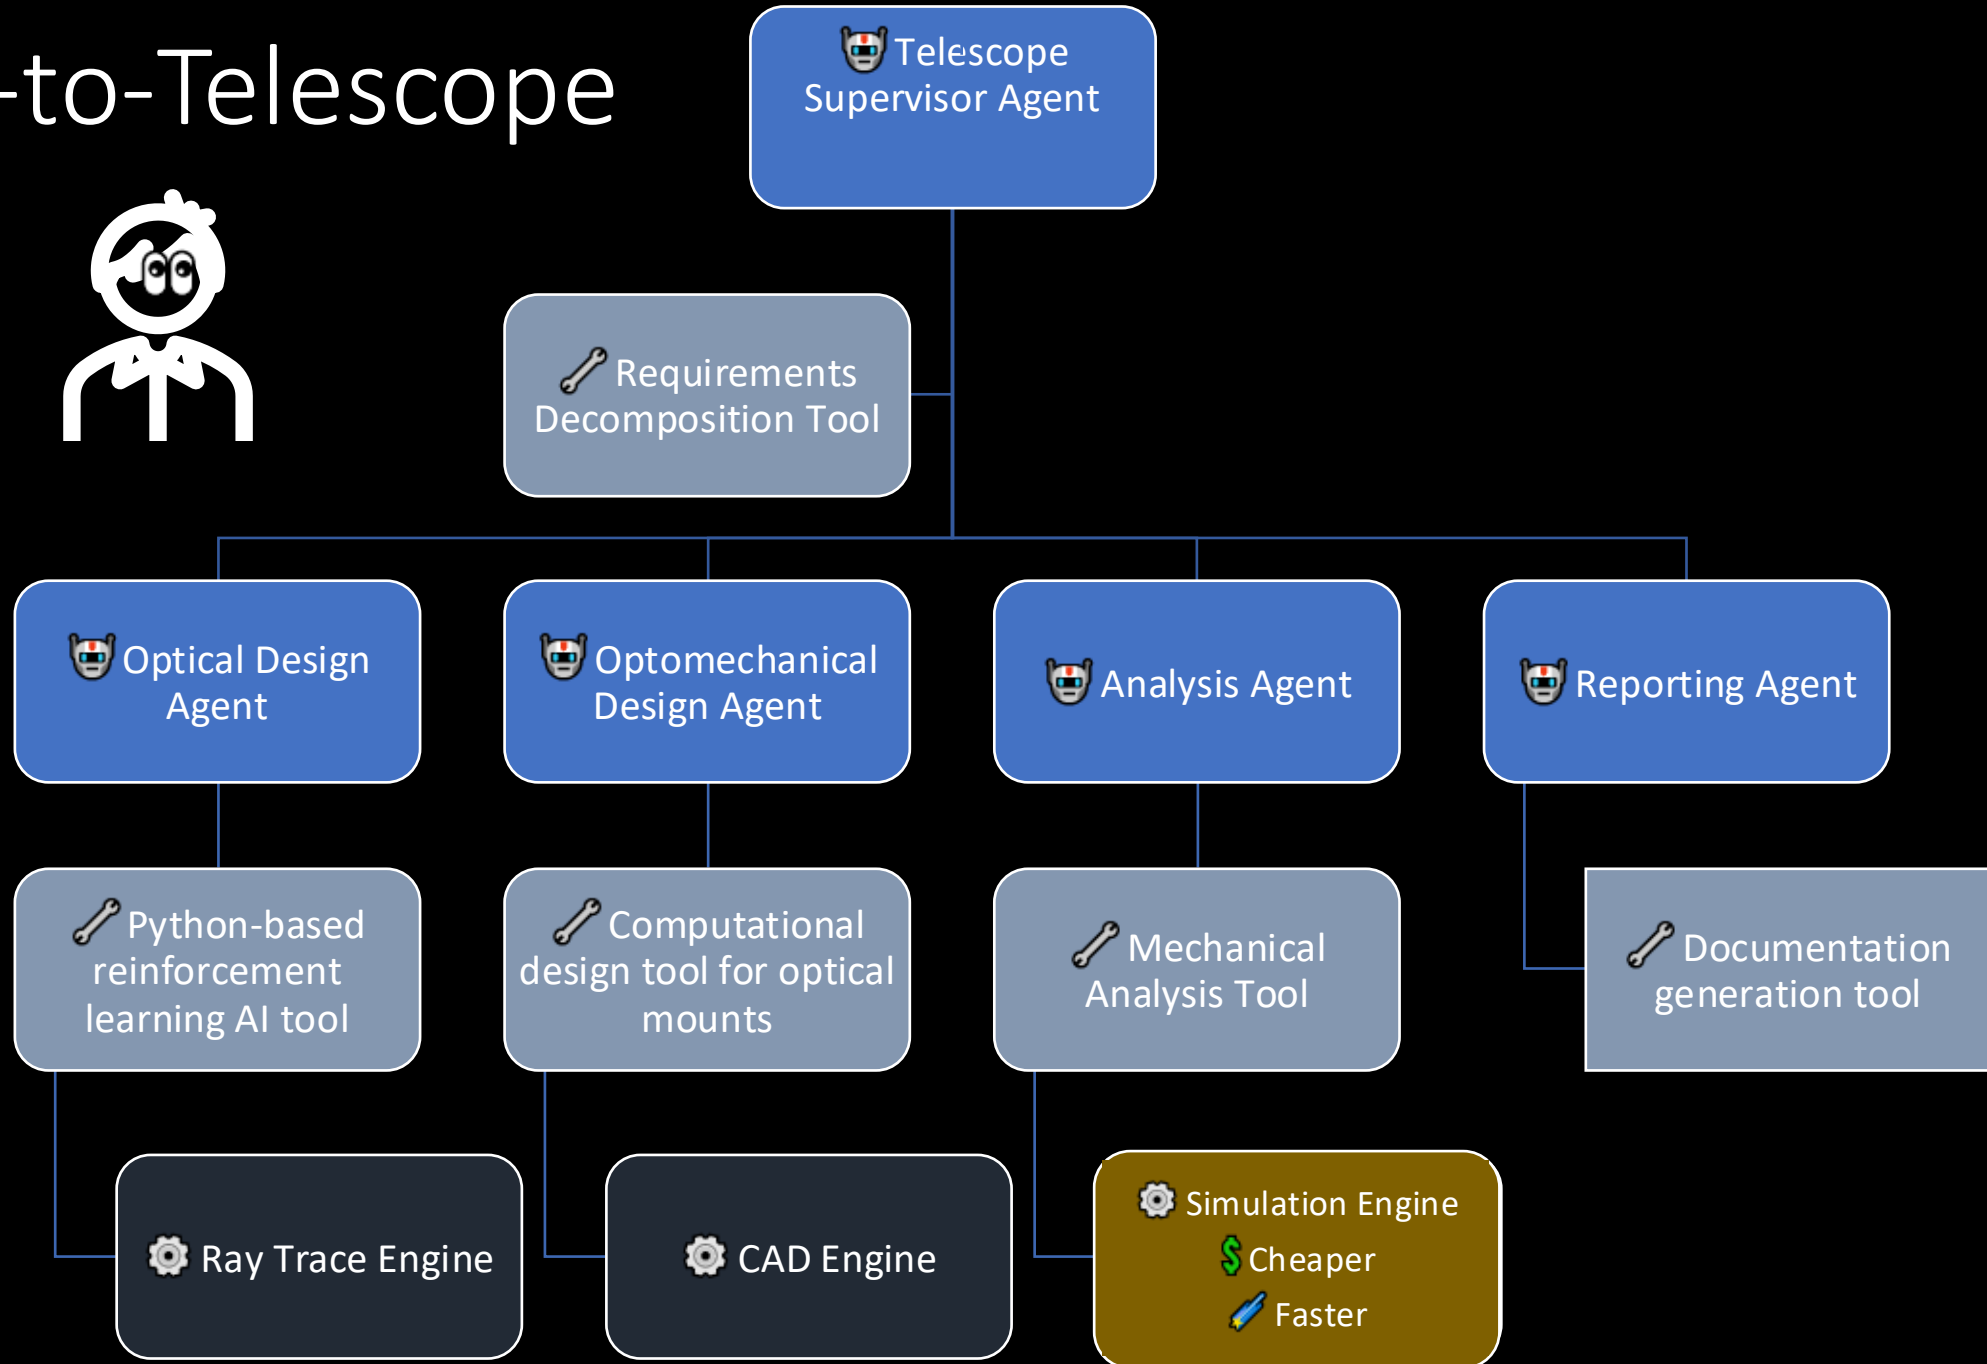 -to-Telescope
Telescope
Supervisor Agent
Requirements
Decomposition Tool
Optical Design
Agent
Optomechanical
Design Agent
Analysis Agent
Reporting Agent
Python-based
reinforcement
learning AI tool
Computational
design tool for optical
mounts
Mechanical
Analysis Tool
Documentation
generation tool
Ray Trace Engine
CAD Engine
Simulation Engine
Cheaper
Faster